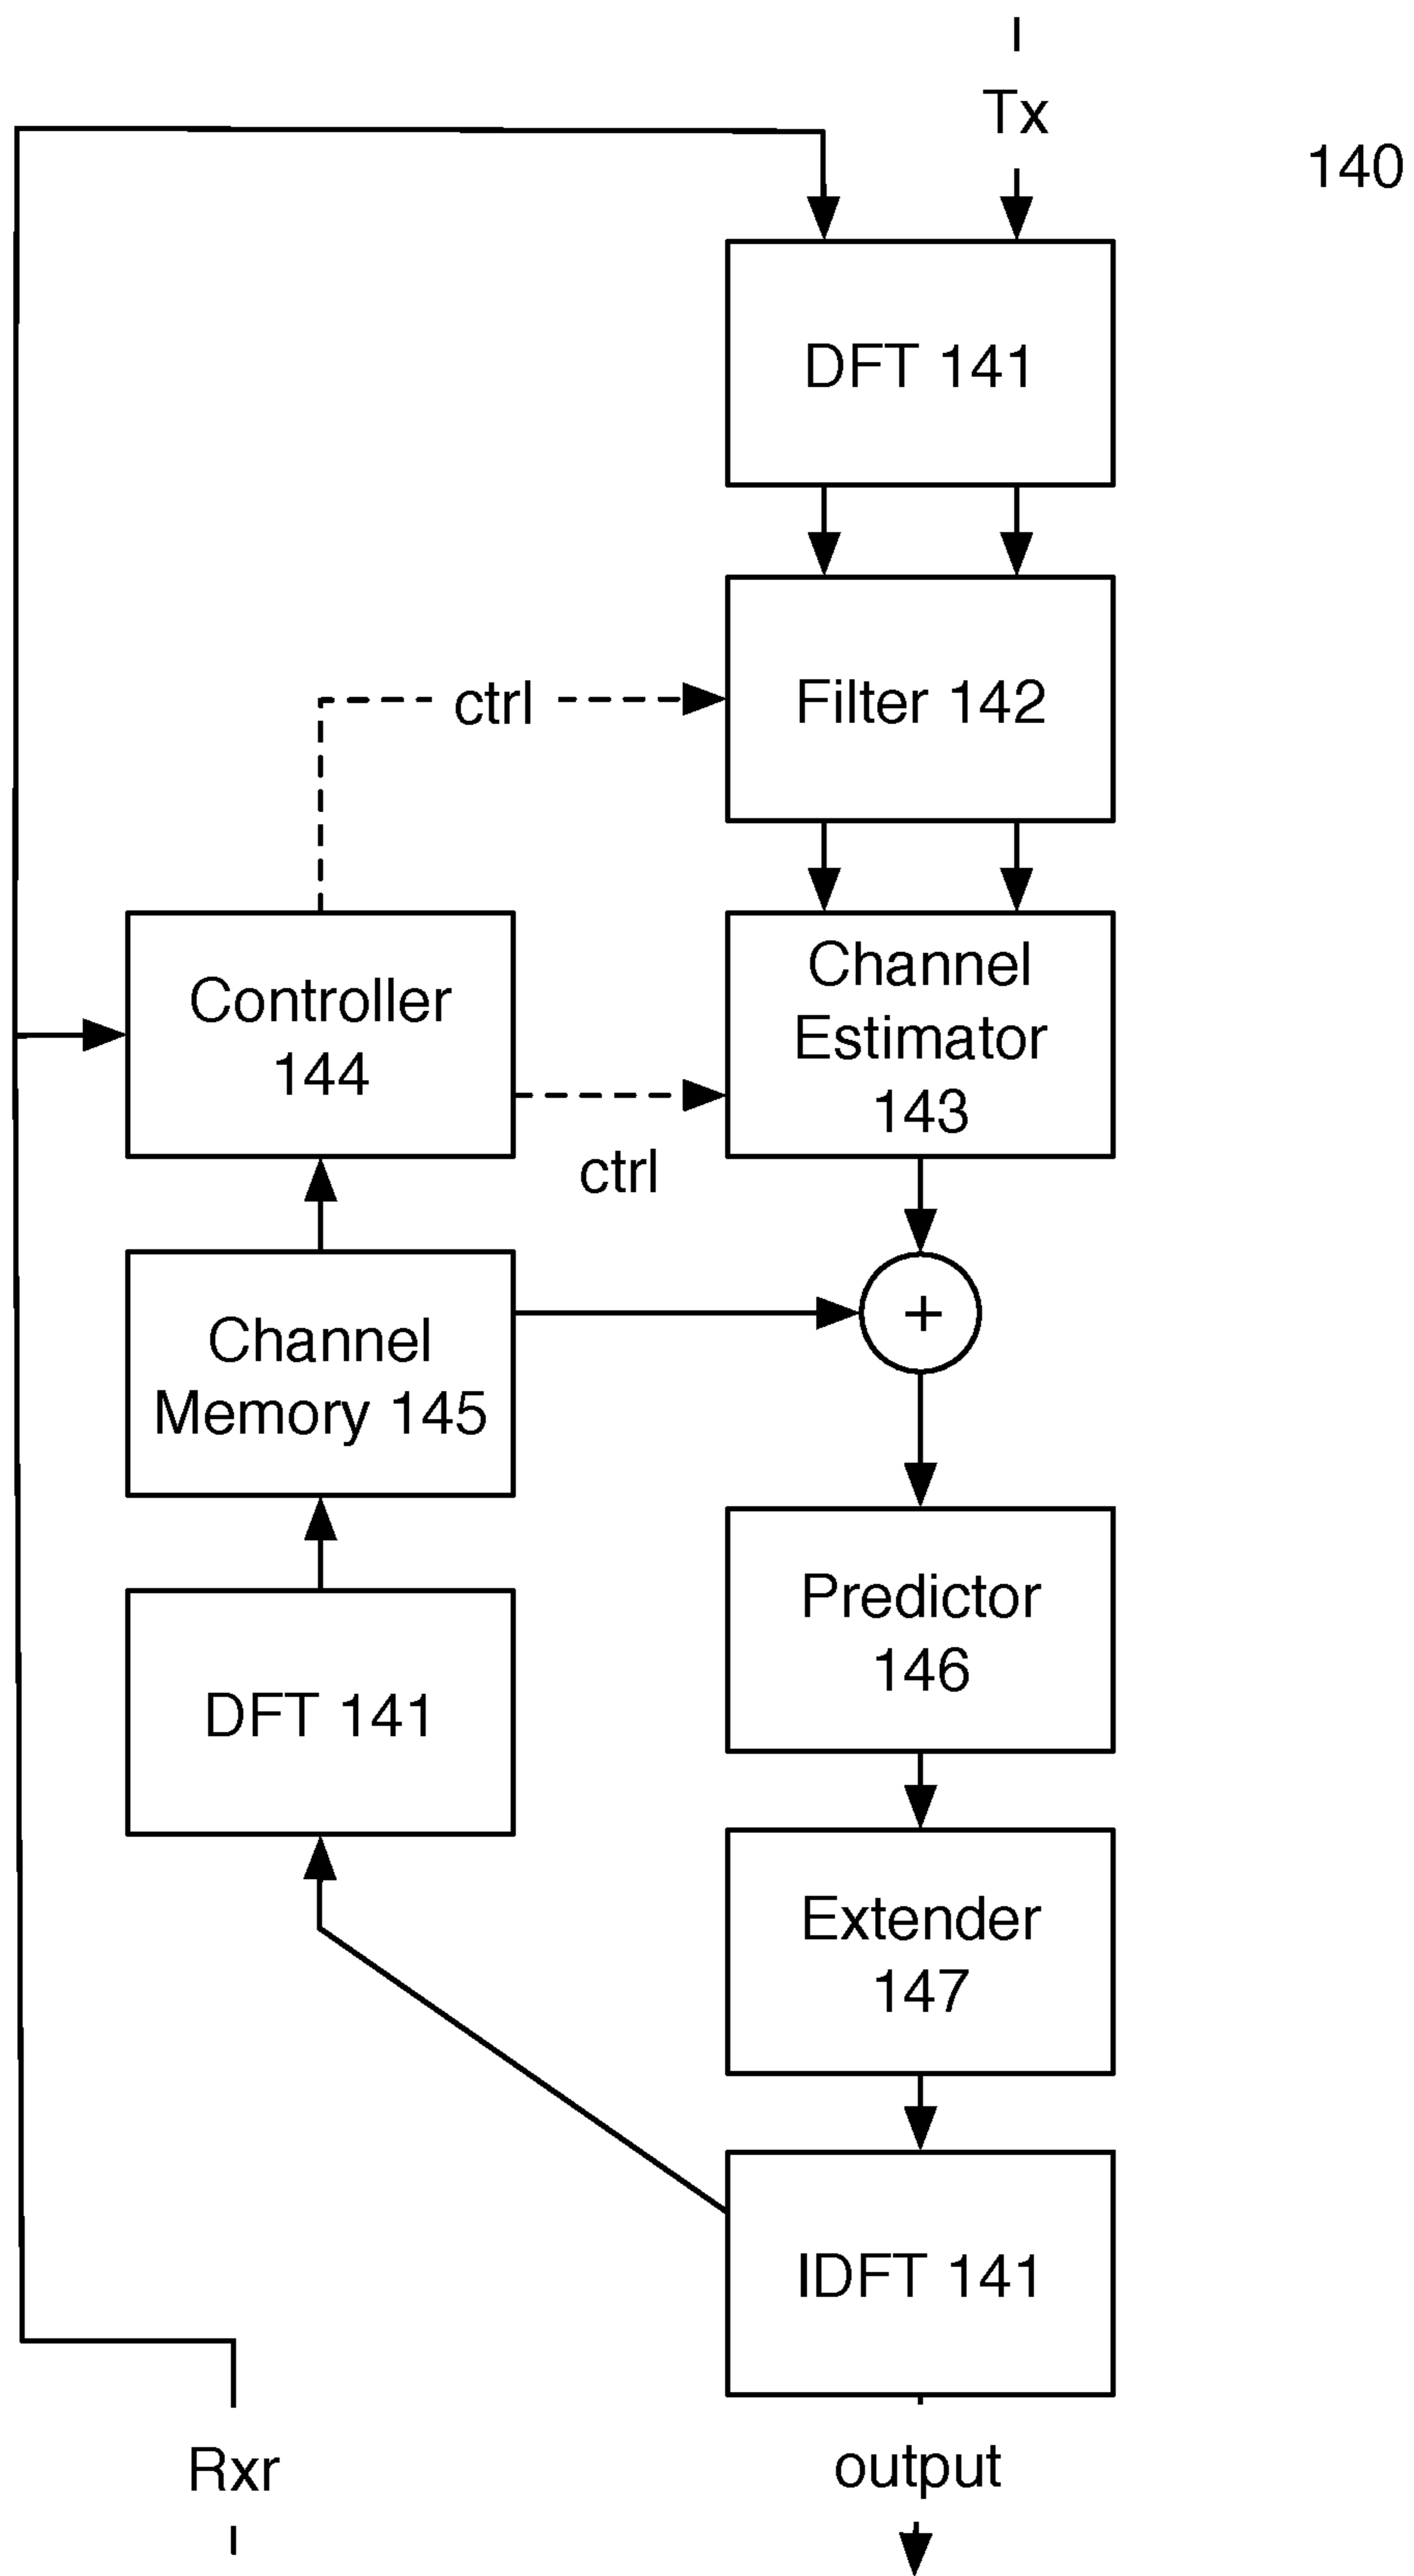 Tx
140
DFT 141
ctrl
Filter 142
Controller
144
Channel
Estimator
143
ctrl
+
Channel
Memory 145
Predictor
146
DFT 141
Extender
147
IDFT 141
Rxr
output